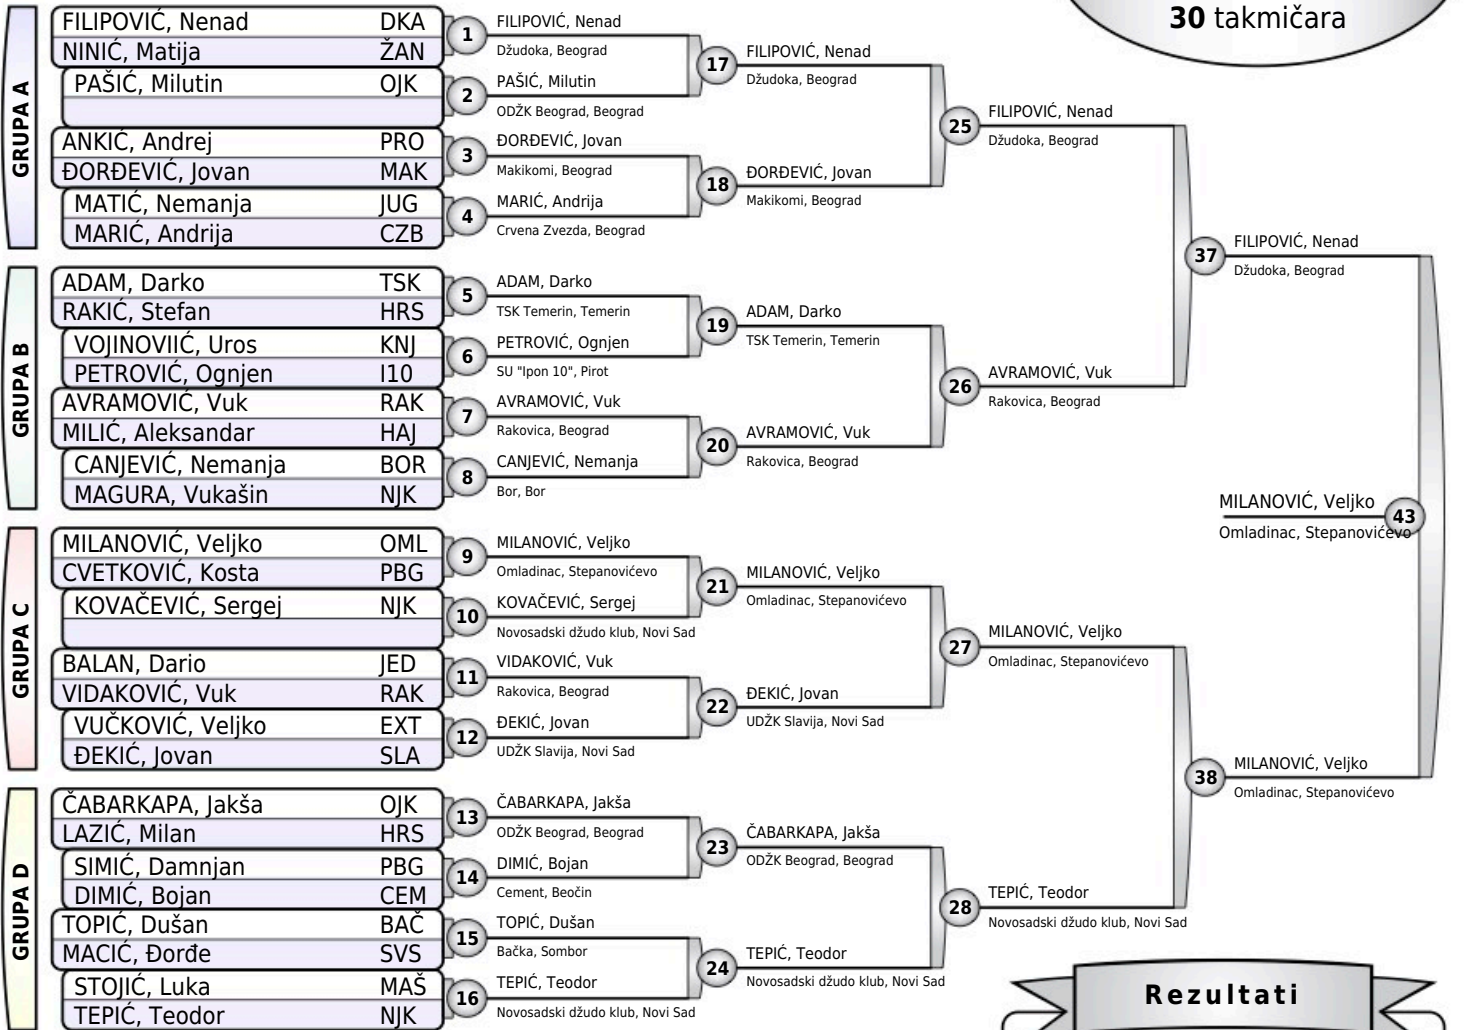 30 takmičara
GRUPA A
FILIPOVIĆ, Nenad DKA
NINIĆ, Matija ŽAN
PAŠIĆ, Milutin OJK
ANKIĆ, Andrej PRO
ĐORĐEVIĆ, Jovan MAK
MATIĆ, Nemanja JUG
MARIĆ, Andrija CZB
GRUPA B
ADAM, Darko TSK
RAKIĆ, Stefan HRS
VOJINOVIIĆ, Uros KNJ
PETROVIĆ, Ognjen I10
AVRAMOVIĆ, Vuk RAK
MILIĆ, Aleksandar HAJ
CANJEVIĆ, Nemanja BOR
MAGURA, Vukašin NJK
GRUPA C
MILANOVIĆ, Veljko OML
CVETKOVIĆ, Kosta PBG
KOVAČEVIĆ, Sergej NJK
BALAN, Dario JED
VIDAKOVIĆ, Vuk RAK
VUČKOVIĆ, Veljko EXT
ĐEKIĆ, Jovan SLA
GRUPA D
ČABARKAPA, Jakša OJK
LAZIĆ, Milan HRS
SIMIĆ, Damnjan PBG
DIMIĆ, Bojan CEM
TOPIĆ, Dušan BAČ
MACIĆ, Đorđe SVS
STOJIĆ, Luka MAŠ
TEPIĆ, Teodor NJK
1
FILIPOVIĆ, Nenad
Džudoka, Beograd
2
PAŠIĆ, Milutin
ODŽK Beograd, Beograd
3
ĐORĐEVIĆ, Jovan
Makikomi, Beograd
4
MARIĆ, Andrija
Crvena Zvezda, Beograd
5
ADAM, Darko
TSK Temerin, Temerin
6
PETROVIĆ, Ognjen
SU "Ipon 10", Pirot
7
AVRAMOVIĆ, Vuk
Rakovica, Beograd
8
CANJEVIĆ, Nemanja
Bor, Bor
9
MILANOVIĆ, Veljko
Omladinac, Stepanovićevo
10
KOVAČEVIĆ, Sergej
Novosadski džudo klub, Novi Sad
11
VIDAKOVIĆ, Vuk
Rakovica, Beograd
12
ĐEKIĆ, Jovan
UDŽK Slavija, Novi Sad
13
ČABARKAPA, Jakša
ODŽK Beograd, Beograd
14
DIMIĆ, Bojan
Cement, Beočin
15
TOPIĆ, Dušan
Bačka, Sombor
16
TEPIĆ, Teodor
Novosadski džudo klub, Novi Sad
17
FILIPOVIĆ, Nenad
Džudoka, Beograd
18
ĐORĐEVIĆ, Jovan
Makikomi, Beograd
19
ADAM, Darko
TSK Temerin, Temerin
20
AVRAMOVIĆ, Vuk
Rakovica, Beograd
21
MILANOVIĆ, Veljko
Omladinac, Stepanovićevo
22
ĐEKIĆ, Jovan
UDŽK Slavija, Novi Sad
23
ČABARKAPA, Jakša
ODŽK Beograd, Beograd
24
TEPIĆ, Teodor
Novosadski džudo klub, Novi Sad
25
FILIPOVIĆ, Nenad
Džudoka, Beograd
26
AVRAMOVIĆ, Vuk
Rakovica, Beograd
27
MILANOVIĆ, Veljko
Omladinac, Stepanovićevo
28
TEPIĆ, Teodor
Novosadski džudo klub, Novi Sad
37
FILIPOVIĆ, Nenad
Džudoka, Beograd
38
MILANOVIĆ, Veljko
Omladinac, Stepanovićevo
43
MILANOVIĆ, Veljko
Omladinac, Stepanovićevo
Rezultati